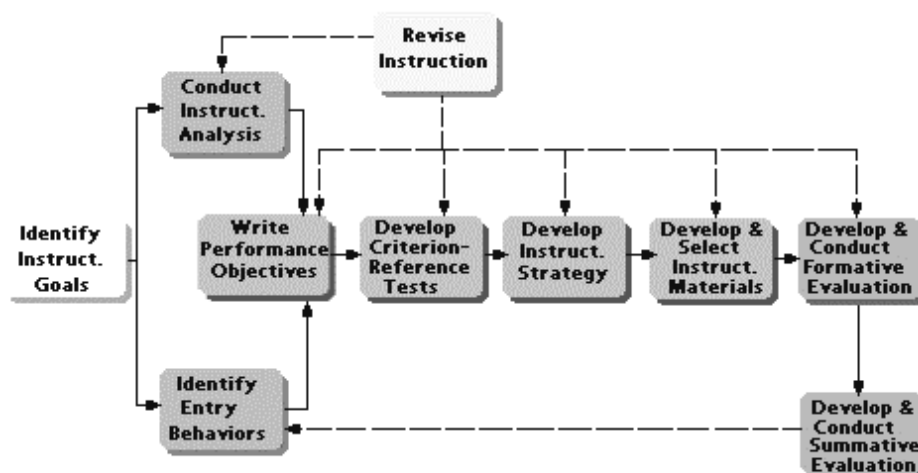 Revise
Instruction
Conduct
Instruct.
Analysis
Identify
Instruct.
Goals
Write
Performance
Objectives
Develop
Criterion-
Reference
Tests
Develop
Instruct.
Strategy
Develop &
Select
Instruct.
Materials
Develop &
Conduct
Formative
Evaluation
Identify
Entry
Behaviors
Develop &
Conduct
Summative
Evaluation